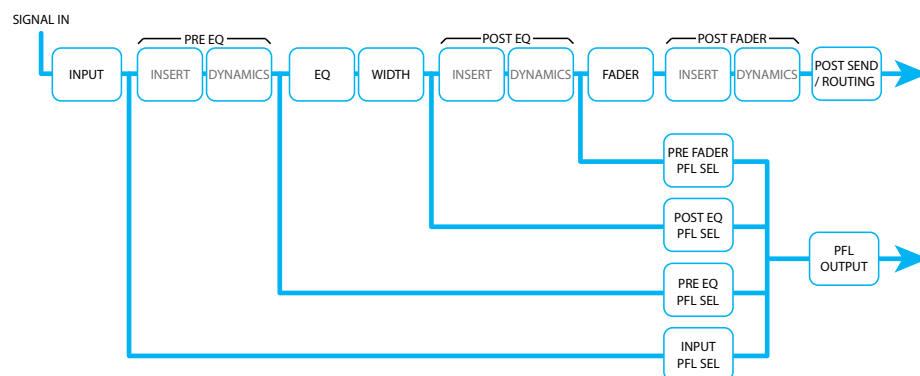 SIGNAL IN
PRE EQ
POST EQ
POST FADER
INPUT
INSERT
DYNAMICS
EQ
WIDTH
INSERT
DYNAMICS
FADER
INSERT
DYNAMICS
POST SEND
/ ROUTING
PRE FADER
PFL SEL
POST EQ
PFL SEL
PFL
OUTPUT
PRE EQ
PFL SEL
INPUT
PFL SEL